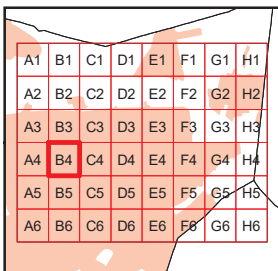 A1 B1 C1 D1 E1 F1 G1 H1
A2 B2 C2 D2 E2 F2 G2 H2
A3 B3 C3 D3 E3 F3 G3 H3
A4 B4 C4 D4 E4 F4 G4 H4
A5 B5 C5 D5 E5 F5 G5 H5
A6 B6 C6 D6 E6 F6 G6 H6